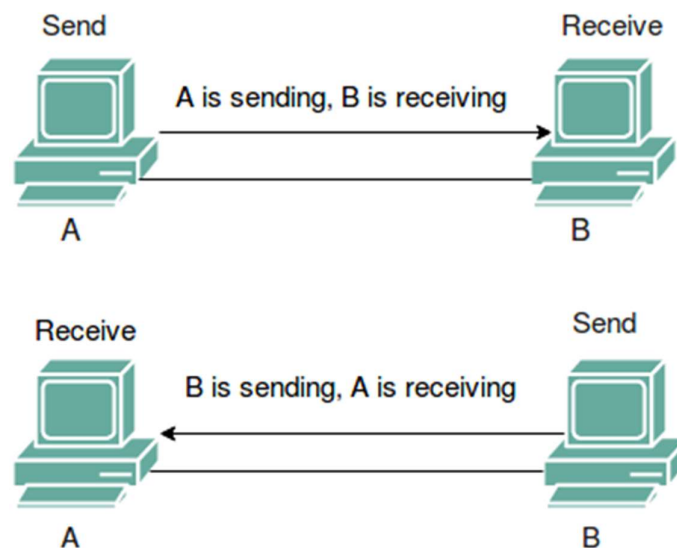 Send
Receive
A is sending, B is receiving
A
B
Receive
Send
B is sending, A is receiving
A
B